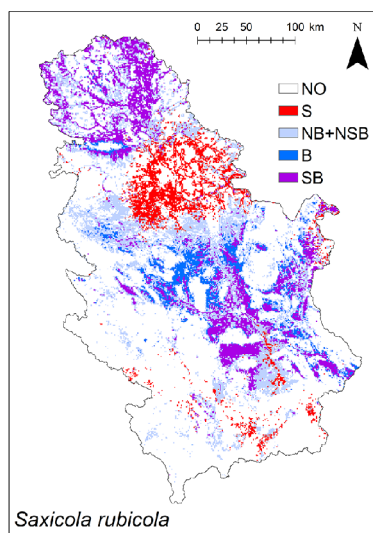 0 25 50 100 km
N
NO
S
NB+NSB
B
SB
Saxicola rubicola